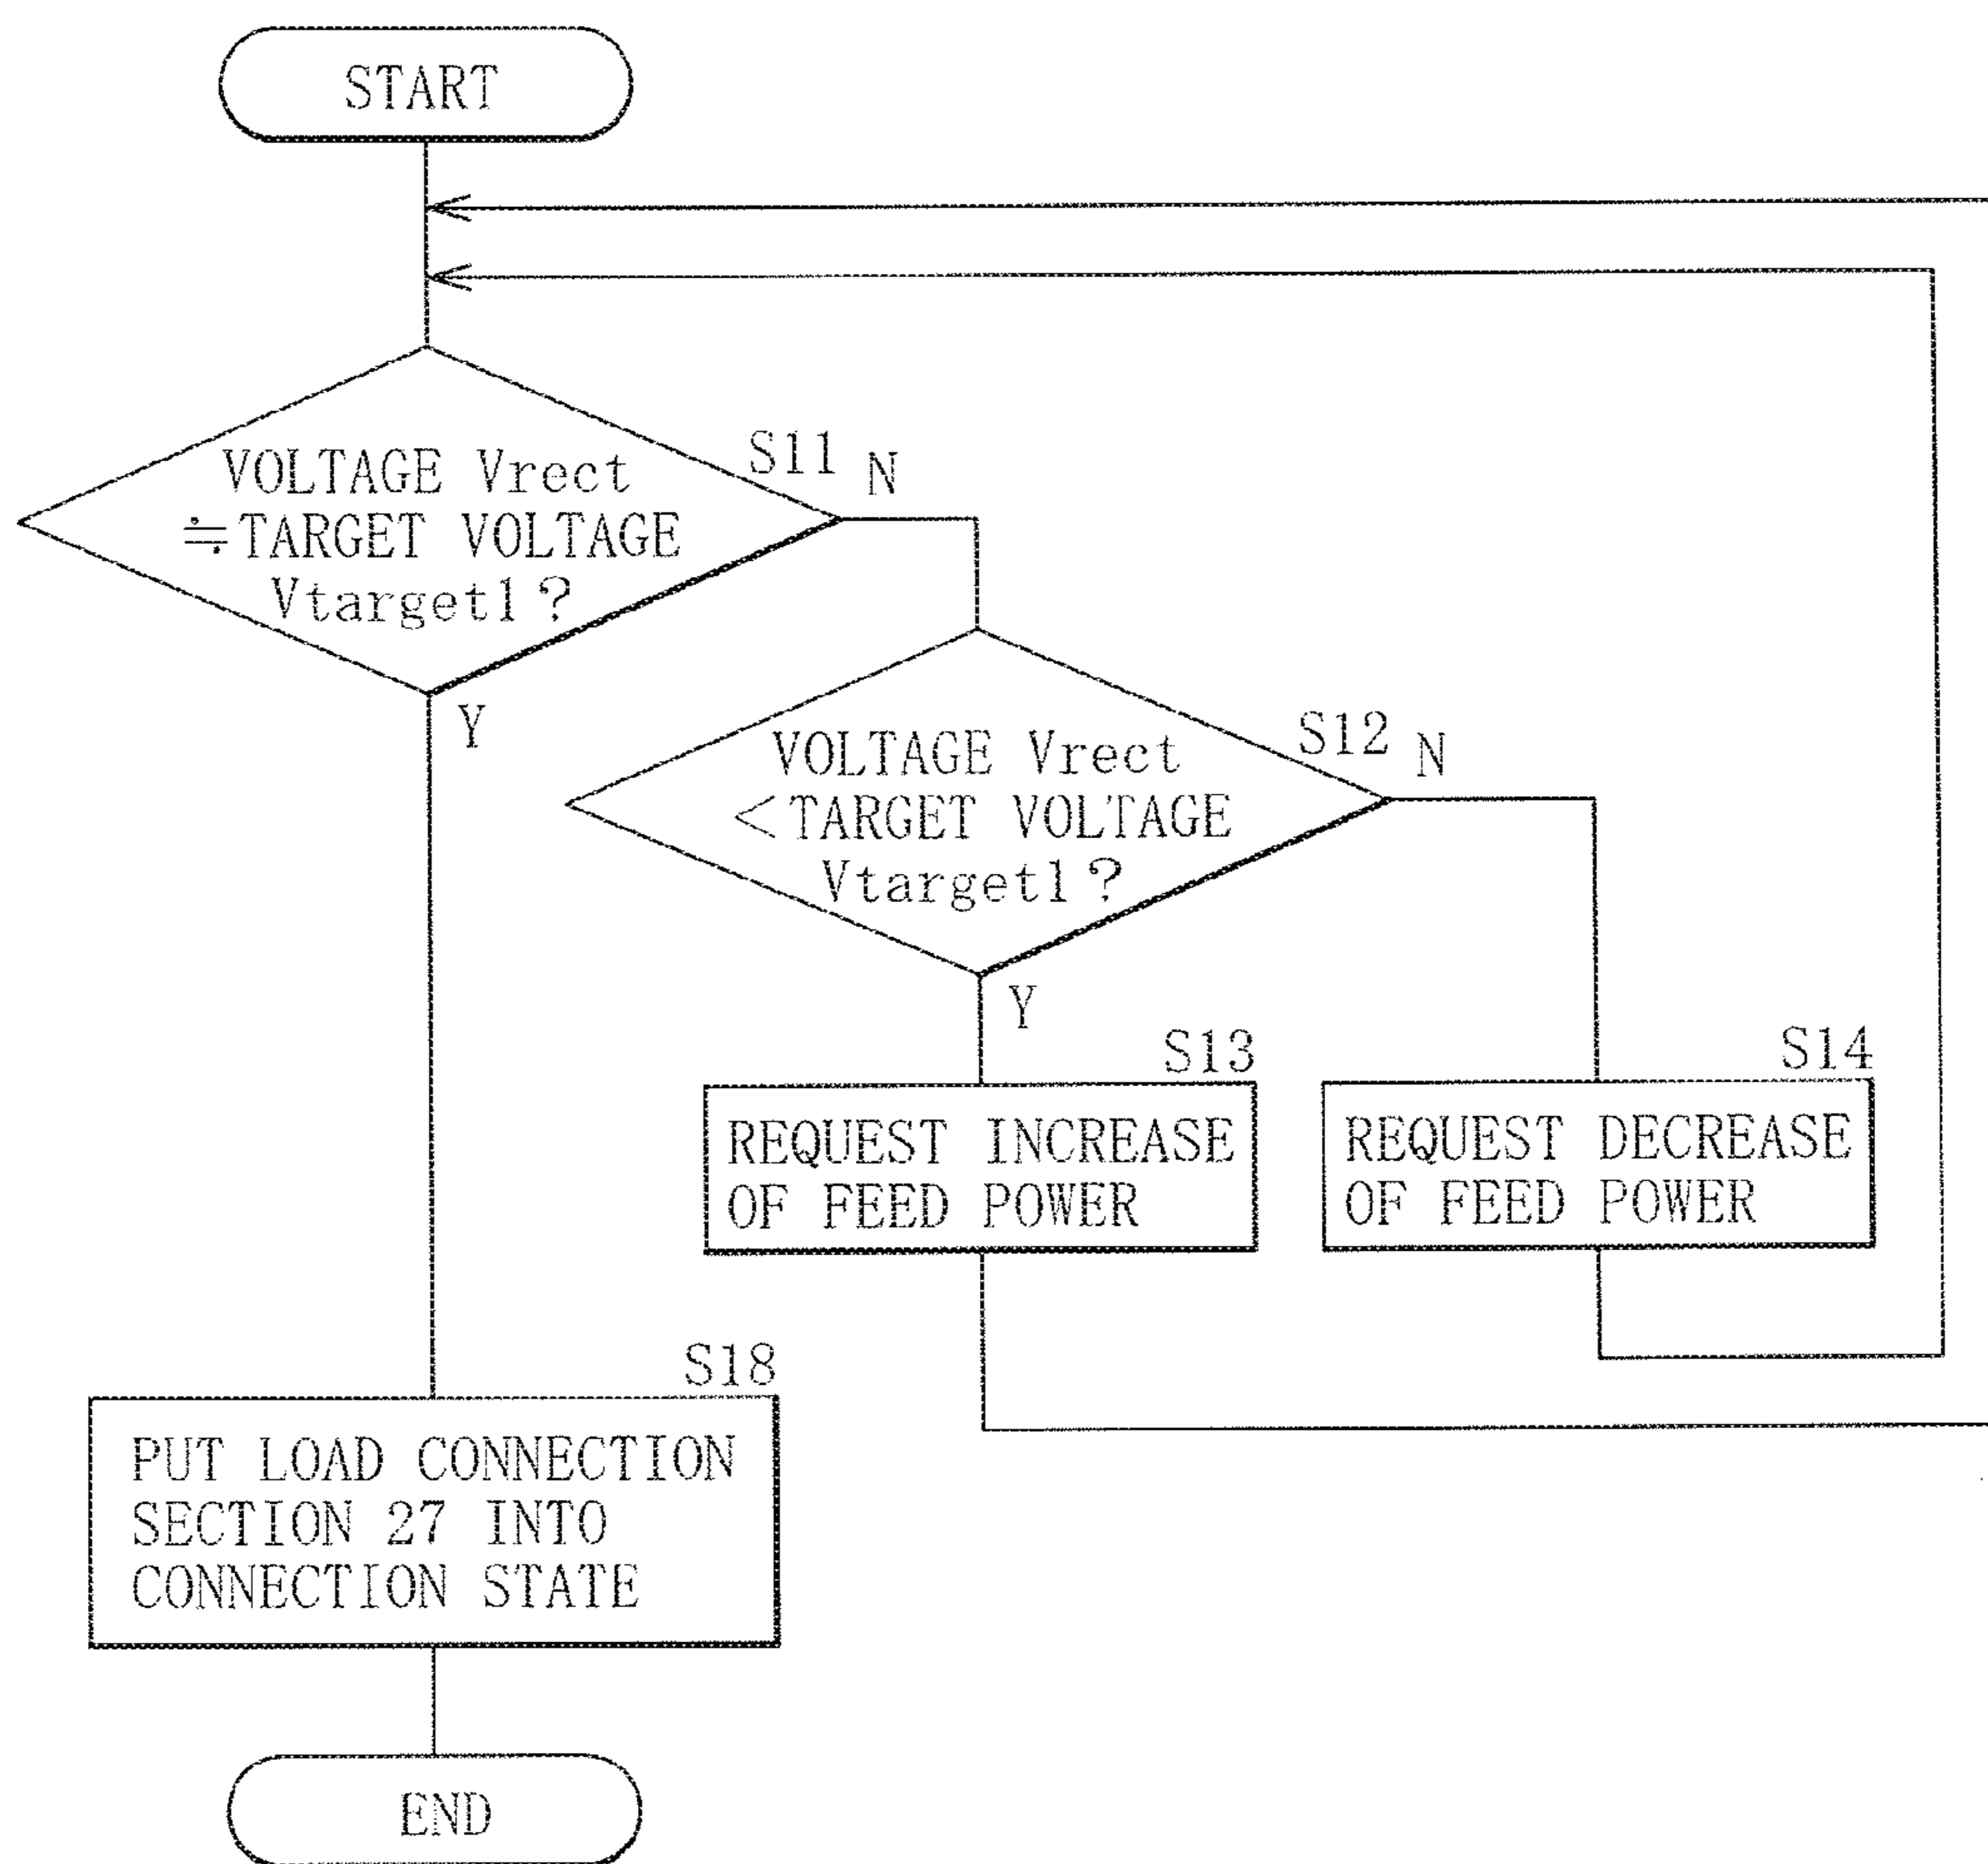 START
S11
N
VOLTAGE Vrect
≒TARGET VOLTAGE
Vtarget1?
Y
S12
N
VOLTAGE Vrect
<TARGET VOLTAGE
Vtarget1?
Y
S13
REQUEST INCREASE
OF FEED POWER
S14
REQUEST DECREASE
OF FEED POWER
S18
PUT LOAD CONNECTION
SECTION 27 INTO
CONNECTION STATE
END